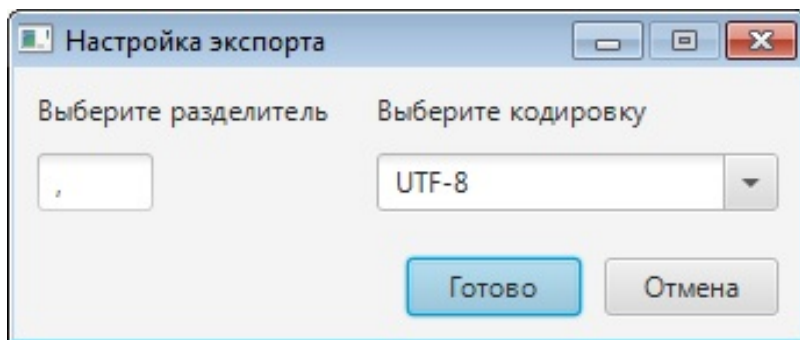 Настройка экспорта
Выберите разделитель Выберите кодировку
, UTF-8
Готово Отмена